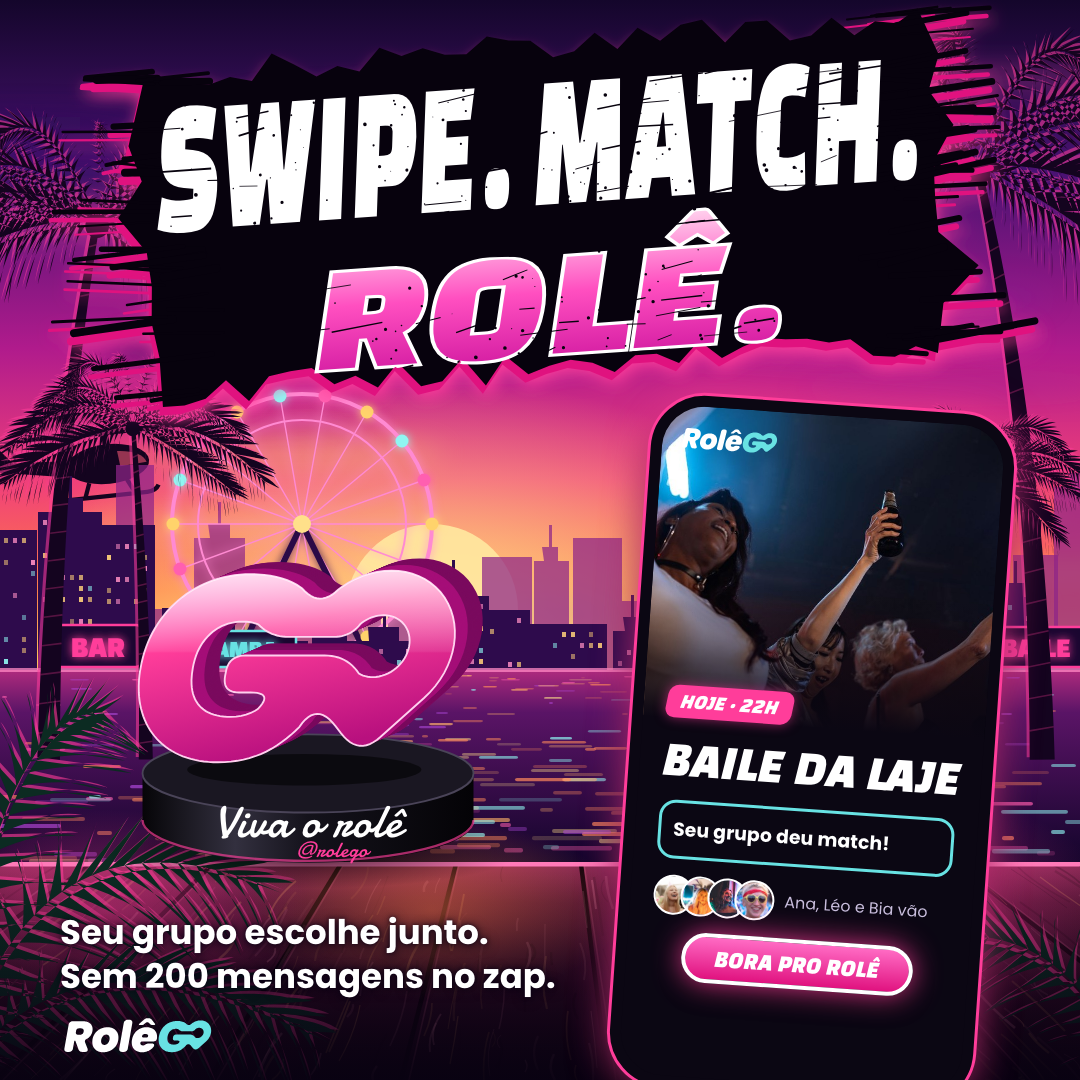 SWIPE. MATCH.
ROLÊ.
RolêGO
BAR
HOJE · 22H
BAILE DA LAJE
Seu grupo deu match!
Ana, Léo e Bia vão
BORA PRO ROLÊ
GO
Viva o rolê
@rolego
Seu grupo escolhe junto.
Sem 200 mensagens no zap.
RolêGO